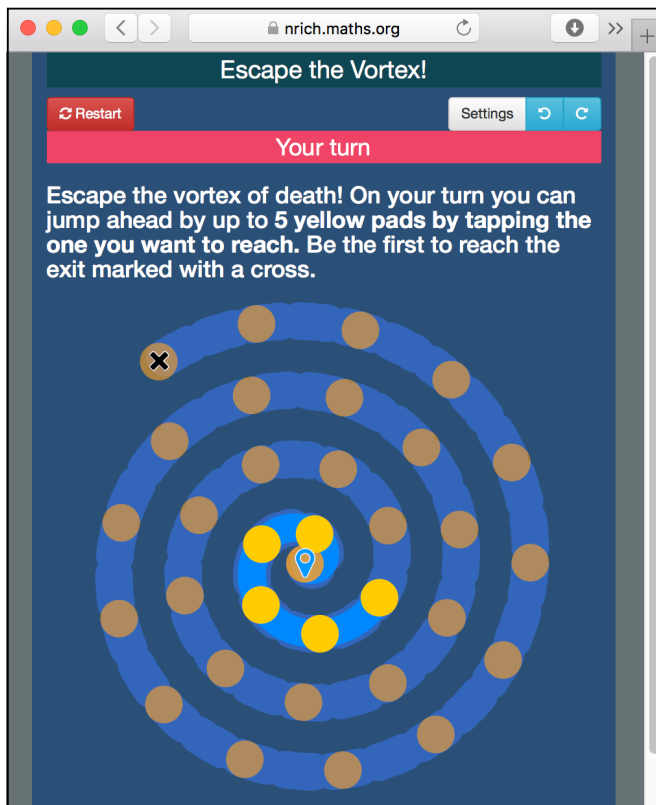 nrich.maths.org
Escape the Vortex!
Restart
Settings
Your turn
Escape the vortex of death! On your turn you can
jump ahead by up to 5 yellow pads by tapping the
one you want to reach. Be the first to reach the
exit marked with a cross.